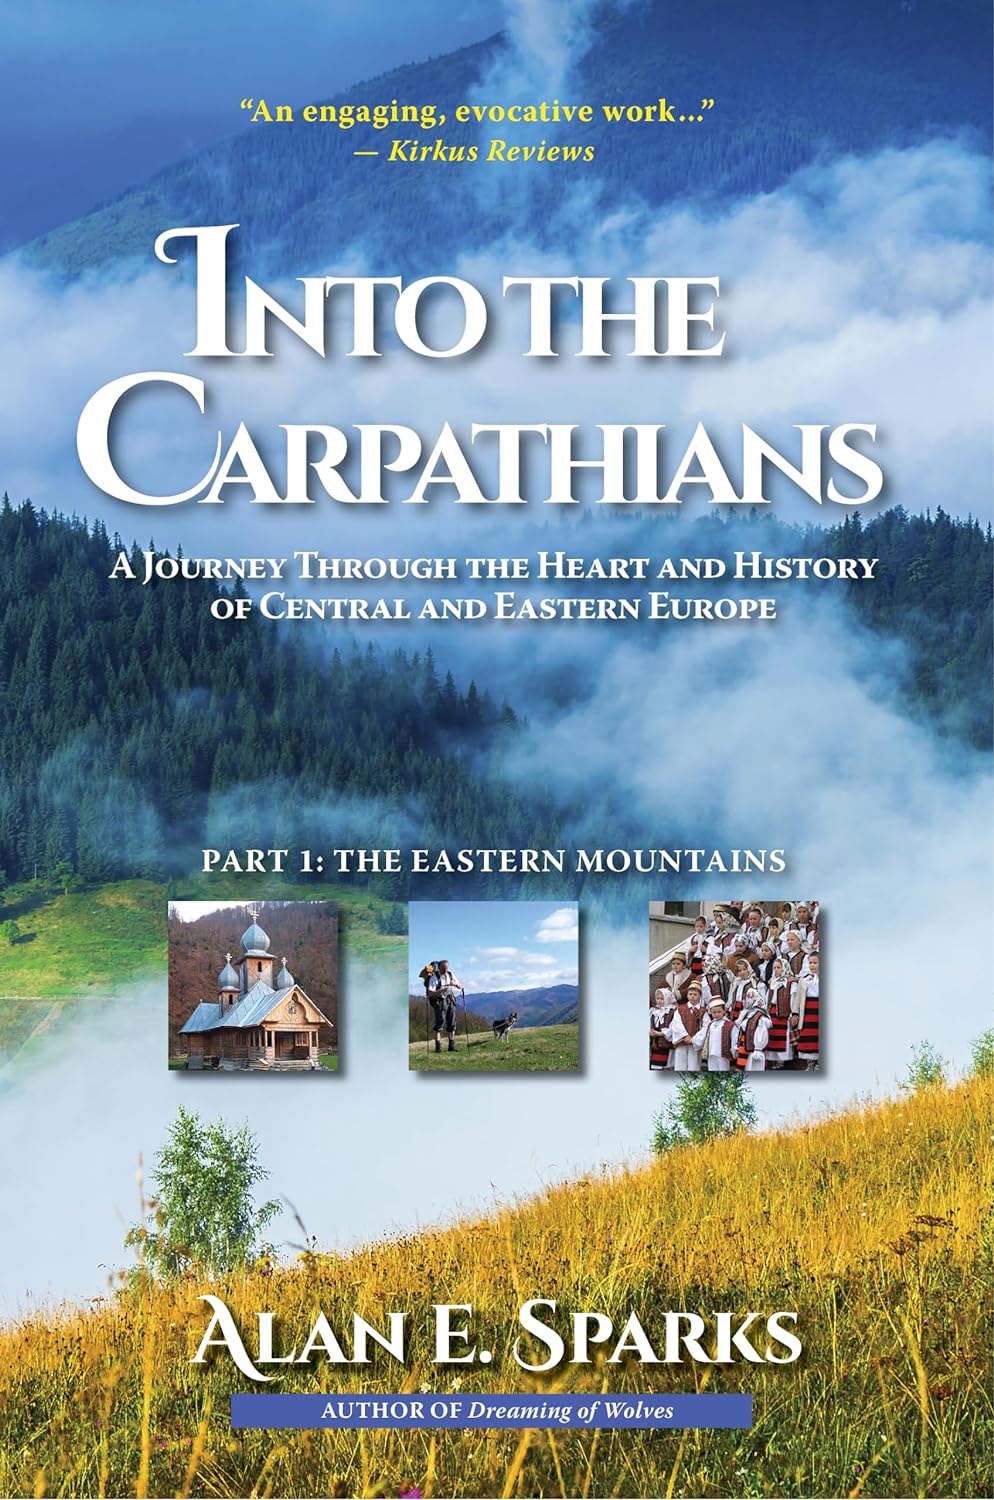 “An engaging, evocative work...”
— Kirkus Reviews
Into the
Carpathians
A Journey Through the Heart and History
of Central and Eastern Europe
PART 1: THE EASTERN MOUNTAINS
Alan E. Sparks
AUTHOR OF Dreaming of Wolves